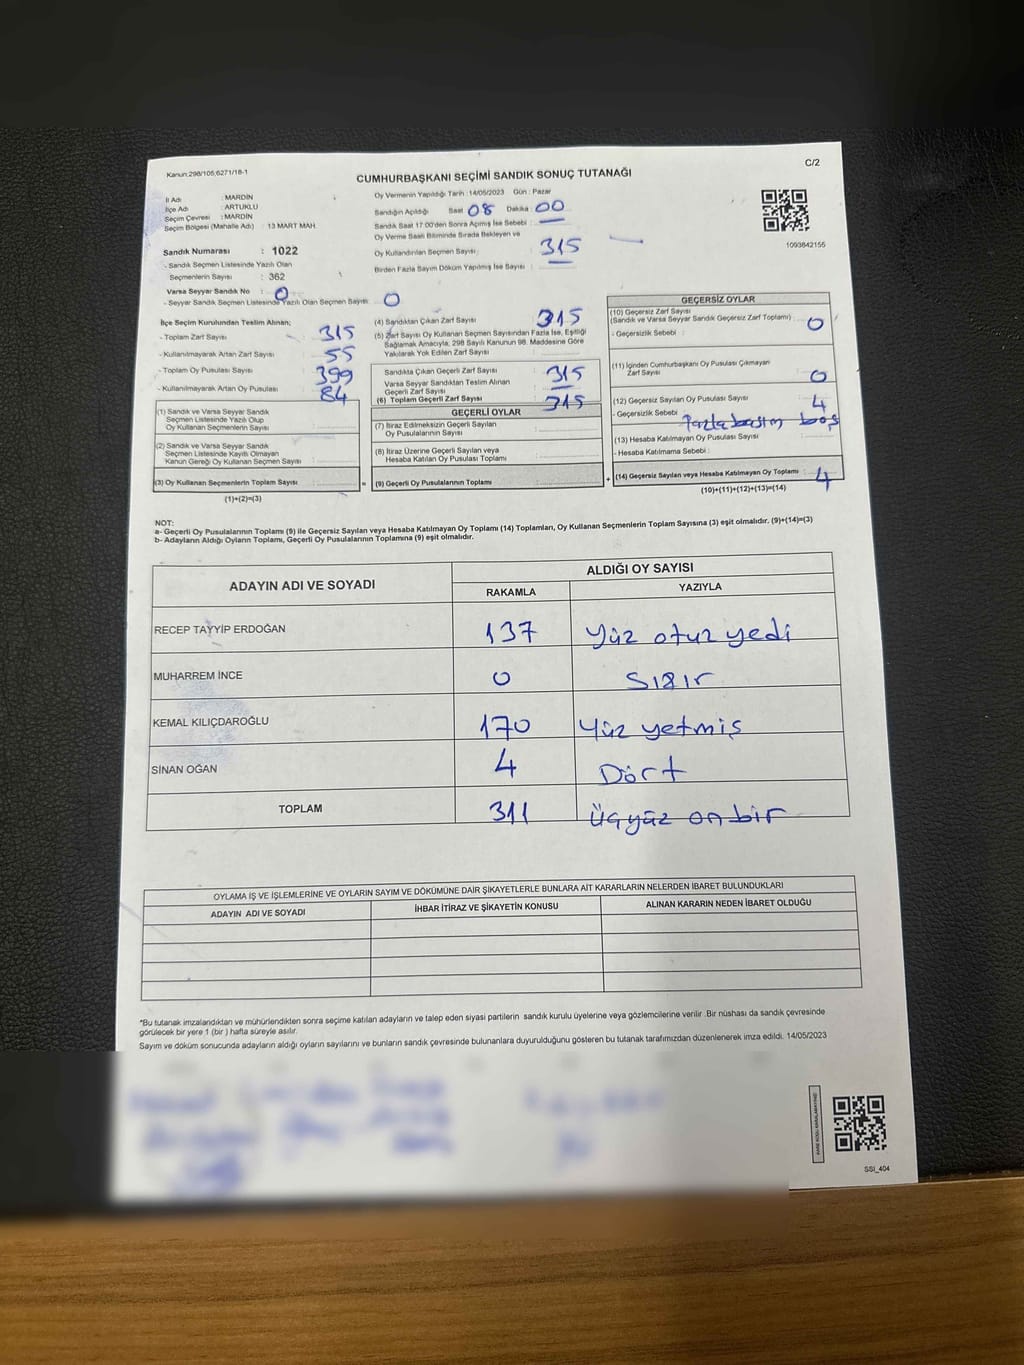 Kanun:298/105;6271/18-1
C/2
CUMHURBAŞKANI SEÇİMİ SANDIK SONUÇ TUTANAĞI
İl Adı : MARDİN
İlçe Adı : ARTUKLU
Seçim Çevresi : MARDİN
Seçim Bölgesi (Mahalle Adı) : 13 MART MAH.
Sandık Numarası : 1022
- Sandık Seçmen Listesinde Yazılı Olan
Seçmenlerin Sayısı : 362
Varsa Seyyar Sandık No : 0
- Seyyar Sandık Seçmen Listesinde Yazılı Olan Seçmen Sayısı 0
Oy Vermenin Yapıldığı Tarih :14/05/2023 Gün : Pazar
Sandığın Açıldığı Saat 08 Dakika : 00
Sandık Saat 17:00'den Sonra Açılmış İse Sebebi :
Oy Verme Saati Bitiminde Sırada Bekleyen ve
Oy Kullandırılan Seçmen Sayısı : 315
Birden Fazla Sayım Döküm Yapılmış İse Sayısı :
1093842156
İlçe Seçim Kurulundan Teslim Alınan;
- Toplam Zarf Sayısı 315
- Kullanılmayarak Artan Zarf Sayısı 55
- Toplam Oy Pusulası Sayısı 399
- Kullanılmayarak Artan Oy Pusulası 84
(1) Sandık ve Varsa Seyyar Sandık
Seçmen Listesinde Yazılı Olup
Oy Kullanan Seçmenlerin Sayısı
(2) Sandık ve Varsa Seyyar Sandık
Seçmen Listesinde Kayıtlı Olmayan
Kanun Gereği Oy Kullanan Seçmen Sayısı
(3) Oy Kullanan Seçmenlerin Toplam Sayısı
(1)+(2)=(3)
(4) Sandıktan Çıkan Zarf Sayısı 315
(5) Zarf Sayısı Oy Kullanan Seçmen Sayısından Fazla İse, Eşitliği
Sağlamak Amacıyla; 298 Sayılı Kanunun 98. Maddesine Göre
Yakılarak Yok Edilen Zarf Sayısı
Sandıkta Çıkan Geçerli Zarf Sayısı 315
Varsa Seyyar Sandıktan Teslim Alınan
Geçerli Zarf Sayısı
(6) Toplam Geçerli Zarf Sayısı 315
GEÇERLİ OYLAR
(7) İtiraz Edilmeksizin Geçerli Sayılan
Oy Pusulalarının Sayısı
(8) İtiraz Üzerine Geçerli Sayılan veya
Hesaba Katılan Oy Pusulası Toplamı
= (9) Geçerli Oy Pusulalarının Toplamı
GEÇERSİZ OYLAR
(10) Geçersiz Zarf Sayısı
(Sandık ve Varsa Seyyar Sandık Geçersiz Zarf Toplamı) 0
- Geçersizlik Sebebi :
(11) İçinden Cumhurbaşkanı Oy Pusulası Çıkmayan
Zarf Sayısı 0
(12) Geçersiz Sayılan Oy Pusulası Sayısı 4
- Geçersizlik Sebebi : Fazla basım boş
(13) Hesaba Katılmayan Oy Pusulası Sayısı
- Hesaba Katılmama Sebebi :
+ (14) Geçersiz Sayılan veya Hesaba Katılmayan Oy Toplamı 4
(10)+(11)+(12)+(13)=(14)
NOT:
a- Geçerli Oy Pusulalarının Toplamı (9) ile Geçersiz Sayılan veya Hesaba Katılmayan Oy Toplamı (14) Toplamları, Oy Kullanan Seçmenlerin Toplam Sayısına (3) eşit olmalıdır. (9)+(14)=(3)
b- Adayların Aldığı Oyların Toplamı, Geçerli Oy Pusulalarının Toplamına (9) eşit olmalıdır.
ADAYIN ADI VE SOYADI
ALDIĞI OY SAYISI
RAKAMLA YAZIYLA
RECEP TAYYİP ERDOĞAN 137 Yüz otuz yedi
MUHARREM İNCE 0 Sıfır
KEMAL KILIÇDAROĞLU 170 Yüz yetmiş
SİNAN OĞAN 4 Dört
TOPLAM 311 Üçyüz on bir
OYLAMA İŞ VE İŞLEMLERİNE VE OYLARIN SAYIM VE DÖKÜMÜNE DAİR ŞİKAYETLERLE BUNLARA AİT KARARLARIN NELERDEN İBARET BULUNDUKLARI
ADAYIN ADI VE SOYADI İHBAR İTİRAZ VE ŞİKAYETİN KONUSU ALINAN KARARIN NEDEN İBARET OLDUĞU
*Bu tutanak imzalandıktan ve mühürlendikten sonra seçime katılan adayların ve talep eden siyasi partilerin sandık kurulu üyelerine veya gözlemcilerine verilir .Bir nüshası da sandık çevresinde
görülecek bir yere 1 (bir ) hafta süreyle asılır.
Sayım ve döküm sonucunda adayların aldığı oyların sayılarını ve bunların sandık çevresinde bulunanlara duyurulduğunu gösteren bu tutanak tarafımızdan düzenlenerek imza edildi. 14/05/2023
SSİ_404